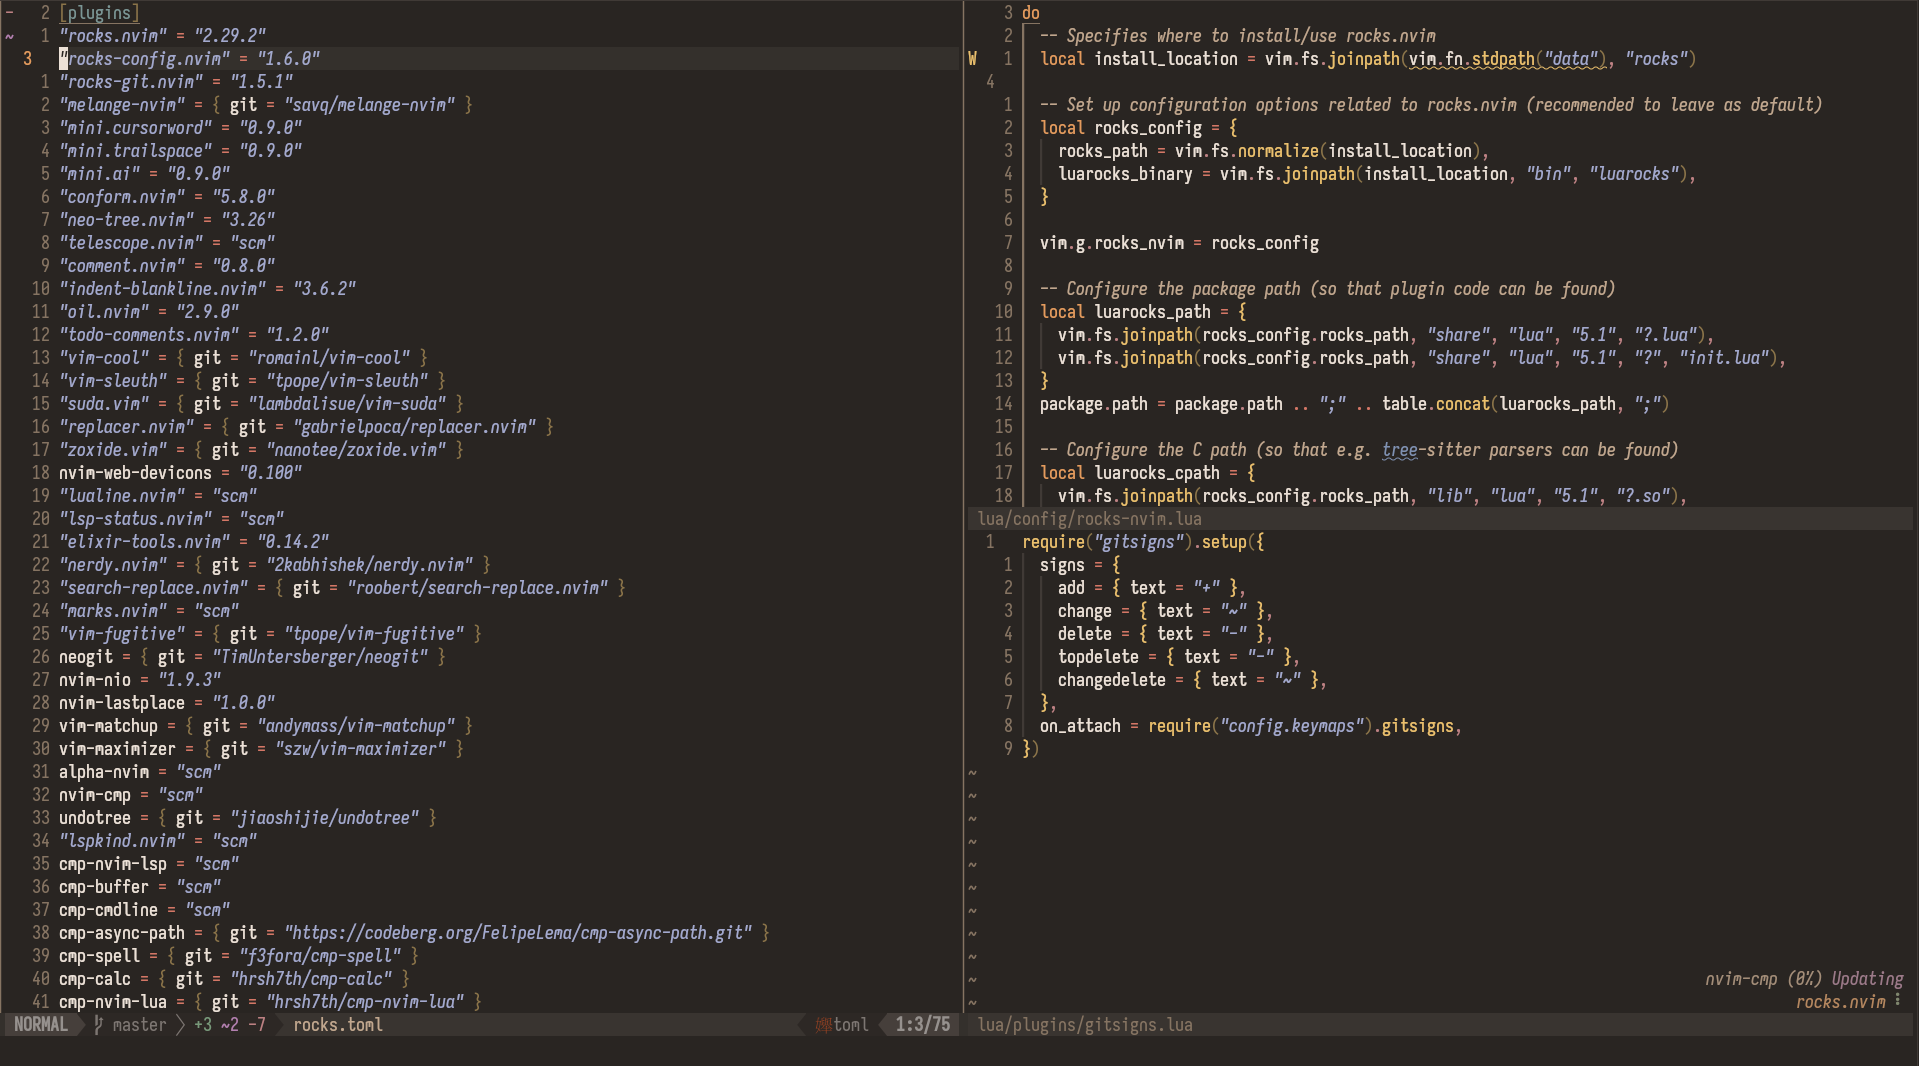 - 2 [plugins]
~ 1 "rocks.nvim" = "2.29.2"
3 "rocks-config.nvim" = "1.6.0"
1 "rocks-git.nvim" = "1.5.1"
2 "melange-nvim" = { git = "savq/melange-nvim" }
3 "mini.cursorword" = "0.9.0"
4 "mini.trailspace" = "0.9.0"
5 "mini.ai" = "0.9.0"
6 "conform.nvim" = "5.8.0"
7 "neo-tree.nvim" = "3.26"
8 "telescope.nvim" = "scm"
9 "comment.nvim" = "0.8.0"
10 "indent-blankline.nvim" = "3.6.2"
11 "oil.nvim" = "2.9.0"
12 "todo-comments.nvim" = "1.2.0"
13 "vim-cool" = { git = "romainl/vim-cool" }
14 "vim-sleuth" = { git = "tpope/vim-sleuth" }
15 "suda.vim" = { git = "lambdalisue/vim-suda" }
16 "replacer.nvim" = { git = "gabrielpoca/replacer.nvim" }
17 "zoxide.vim" = { git = "nanotee/zoxide.vim" }
18 nvim-web-devicons = "0.100"
19 "lualine.nvim" = "scm"
20 "lsp-status.nvim" = "scm"
21 "elixir-tools.nvim" = "0.14.2"
22 "nerdy.nvim" = { git = "2kabhishek/nerdy.nvim" }
23 "search-replace.nvim" = { git = "roobert/search-replace.nvim" }
24 "marks.nvim" = "scm"
25 "vim-fugitive" = { git = "tpope/vim-fugitive" }
26 neogit = { git = "TimUntersberger/neogit" }
27 nvim-nio = "1.9.3"
28 nvim-lastplace = "1.0.0"
29 vim-matchup = { git = "andymass/vim-matchup" }
30 vim-maximizer = { git = "szw/vim-maximizer" }
31 alpha-nvim = "scm"
32 nvim-cmp = "scm"
33 undotree = { git = "jiaoshijie/undotree" }
34 "lspkind.nvim" = "scm"
35 cmp-nvim-lsp = "scm"
36 cmp-buffer = "scm"
37 cmp-cmdline = "scm"
38 cmp-async-path = { git = "https://codeberg.org/FelipeLema/cmp-async-path.git" }
39 cmp-spell = { git = "f3fora/cmp-spell" }
40 cmp-calc = { git = "hrsh7th/cmp-calc" }
41 cmp-nvim-lua = { git = "hrsh7th/cmp-nvim-lua" }
NORMAL master +3 ~2 -7 rocks.toml toml 1:3/75
3 do
2 -- Specifies where to install/use rocks.nvim
W 1 local install_location = vim.fs.joinpath(vim.fn.stdpath("data"), "rocks")
4
1 -- Set up configuration options related to rocks.nvim (recommended to leave as default)
2 local rocks_config = {
3 rocks_path = vim.fs.normalize(install_location),
4 luarocks_binary = vim.fs.joinpath(install_location, "bin", "luarocks"),
5 }
6
7 vim.g.rocks_nvim = rocks_config
8
9 -- Configure the package path (so that plugin code can be found)
10 local luarocks_path = {
11 vim.fs.joinpath(rocks_config.rocks_path, "share", "lua", "5.1", "?.lua"),
12 vim.fs.joinpath(rocks_config.rocks_path, "share", "lua", "5.1", "?", "init.lua"),
13 }
14 package.path = package.path .. ";" .. table.concat(luarocks_path, ";")
15
16 -- Configure the C path (so that e.g. tree-sitter parsers can be found)
17 local luarocks_cpath = {
18 vim.fs.joinpath(rocks_config.rocks_path, "lib", "lua", "5.1", "?.so"),
lua/config/rocks-nvim.lua
1 require("gitsigns").setup({
1 signs = {
2 add = { text = "+" },
3 change = { text = "~" },
4 delete = { text = "-" },
5 topdelete = { text = "-" },
6 changedelete = { text = "~" },
7 },
8 on_attach = require("config.keymaps").gitsigns,
9 })
~
~
~
~
~
~
~
~
~
~ nvim-cmp (0%) Updating
~ rocks.nvim
lua/plugins/gitsigns.lua